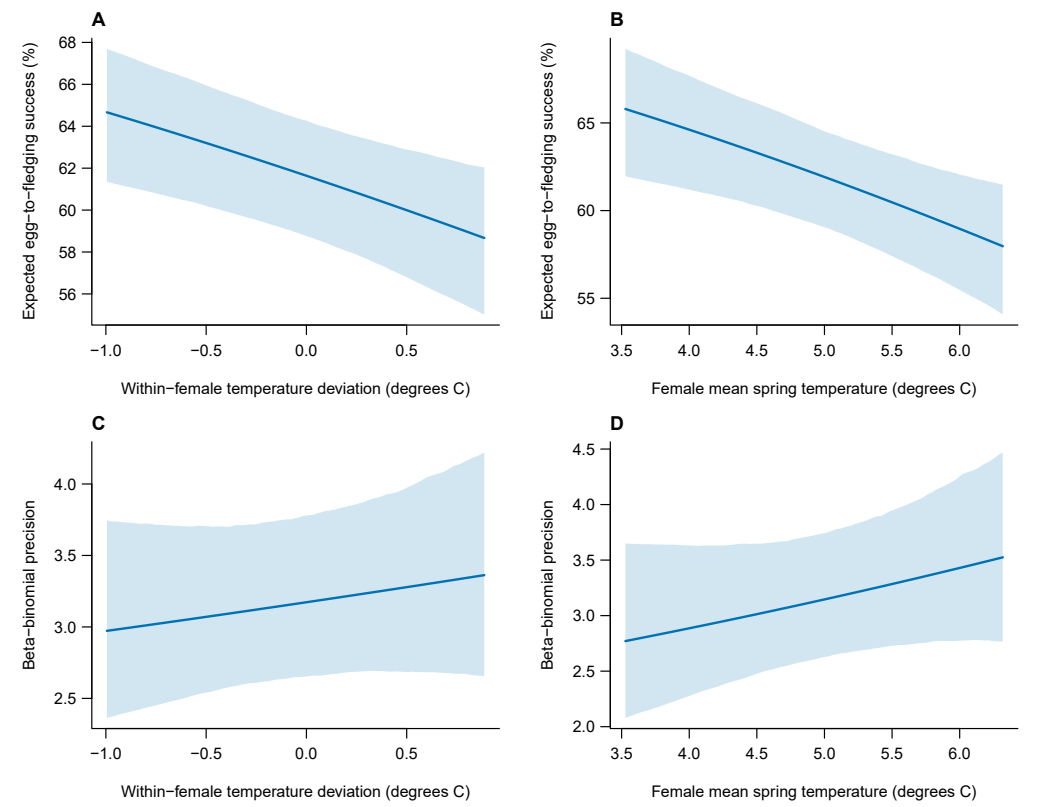 A
Expected egg−to−fledging success (%)
68
66
64
62
60
58
56
−1.0 −0.5 0.0 0.5
Within−female temperature deviation (degrees C)
B
Expected egg−to−fledging success (%)
65
60
55
3.5 4.0 4.5 5.0 5.5 6.0
Female mean spring temperature (degrees C)
C
Beta−binomial precision
4.0
3.5
3.0
2.5
−1.0 −0.5 0.0 0.5
Within−female temperature deviation (degrees C)
D
Beta−binomial precision
4.5
4.0
3.5
3.0
2.5
2.0
3.5 4.0 4.5 5.0 5.5 6.0
Female mean spring temperature (degrees C)